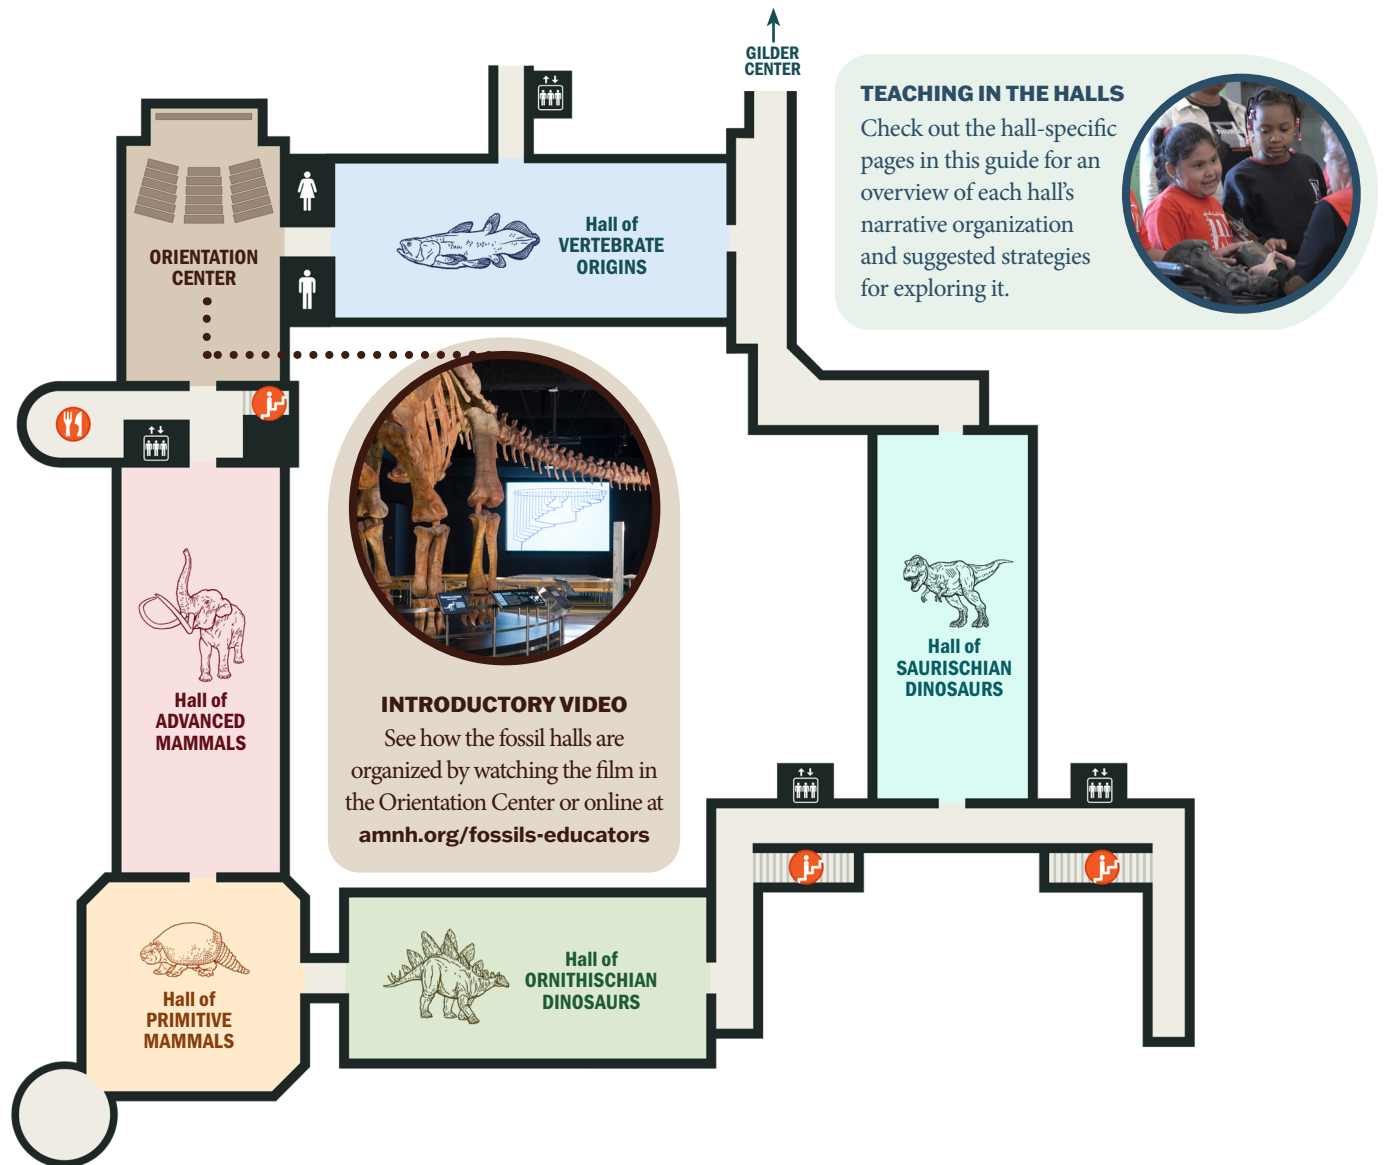 GILDER
CENTER
TEACHING IN THE HALLS
Check out the hall-specific
pages in this guide for an
overview of each hall's
narrative organization
and suggested strategies
for exploring it.
Hall of
VERTEBRATE
ORIGINS
ORIENTATION
CENTER
Hall of
SAURISCHIAN
DINOSAURS
Hall of
ADVANCED
MAMMALS
INTRODUCTORY VIDEO
See how the fossil halls are
organized by watching the film in
the Orientation Center or online at
amnh.org/fossils-educators
Hall of
ORNITHISCHIAN
DINOSAURS
Hall of
PRIMITIVE
MAMMALS